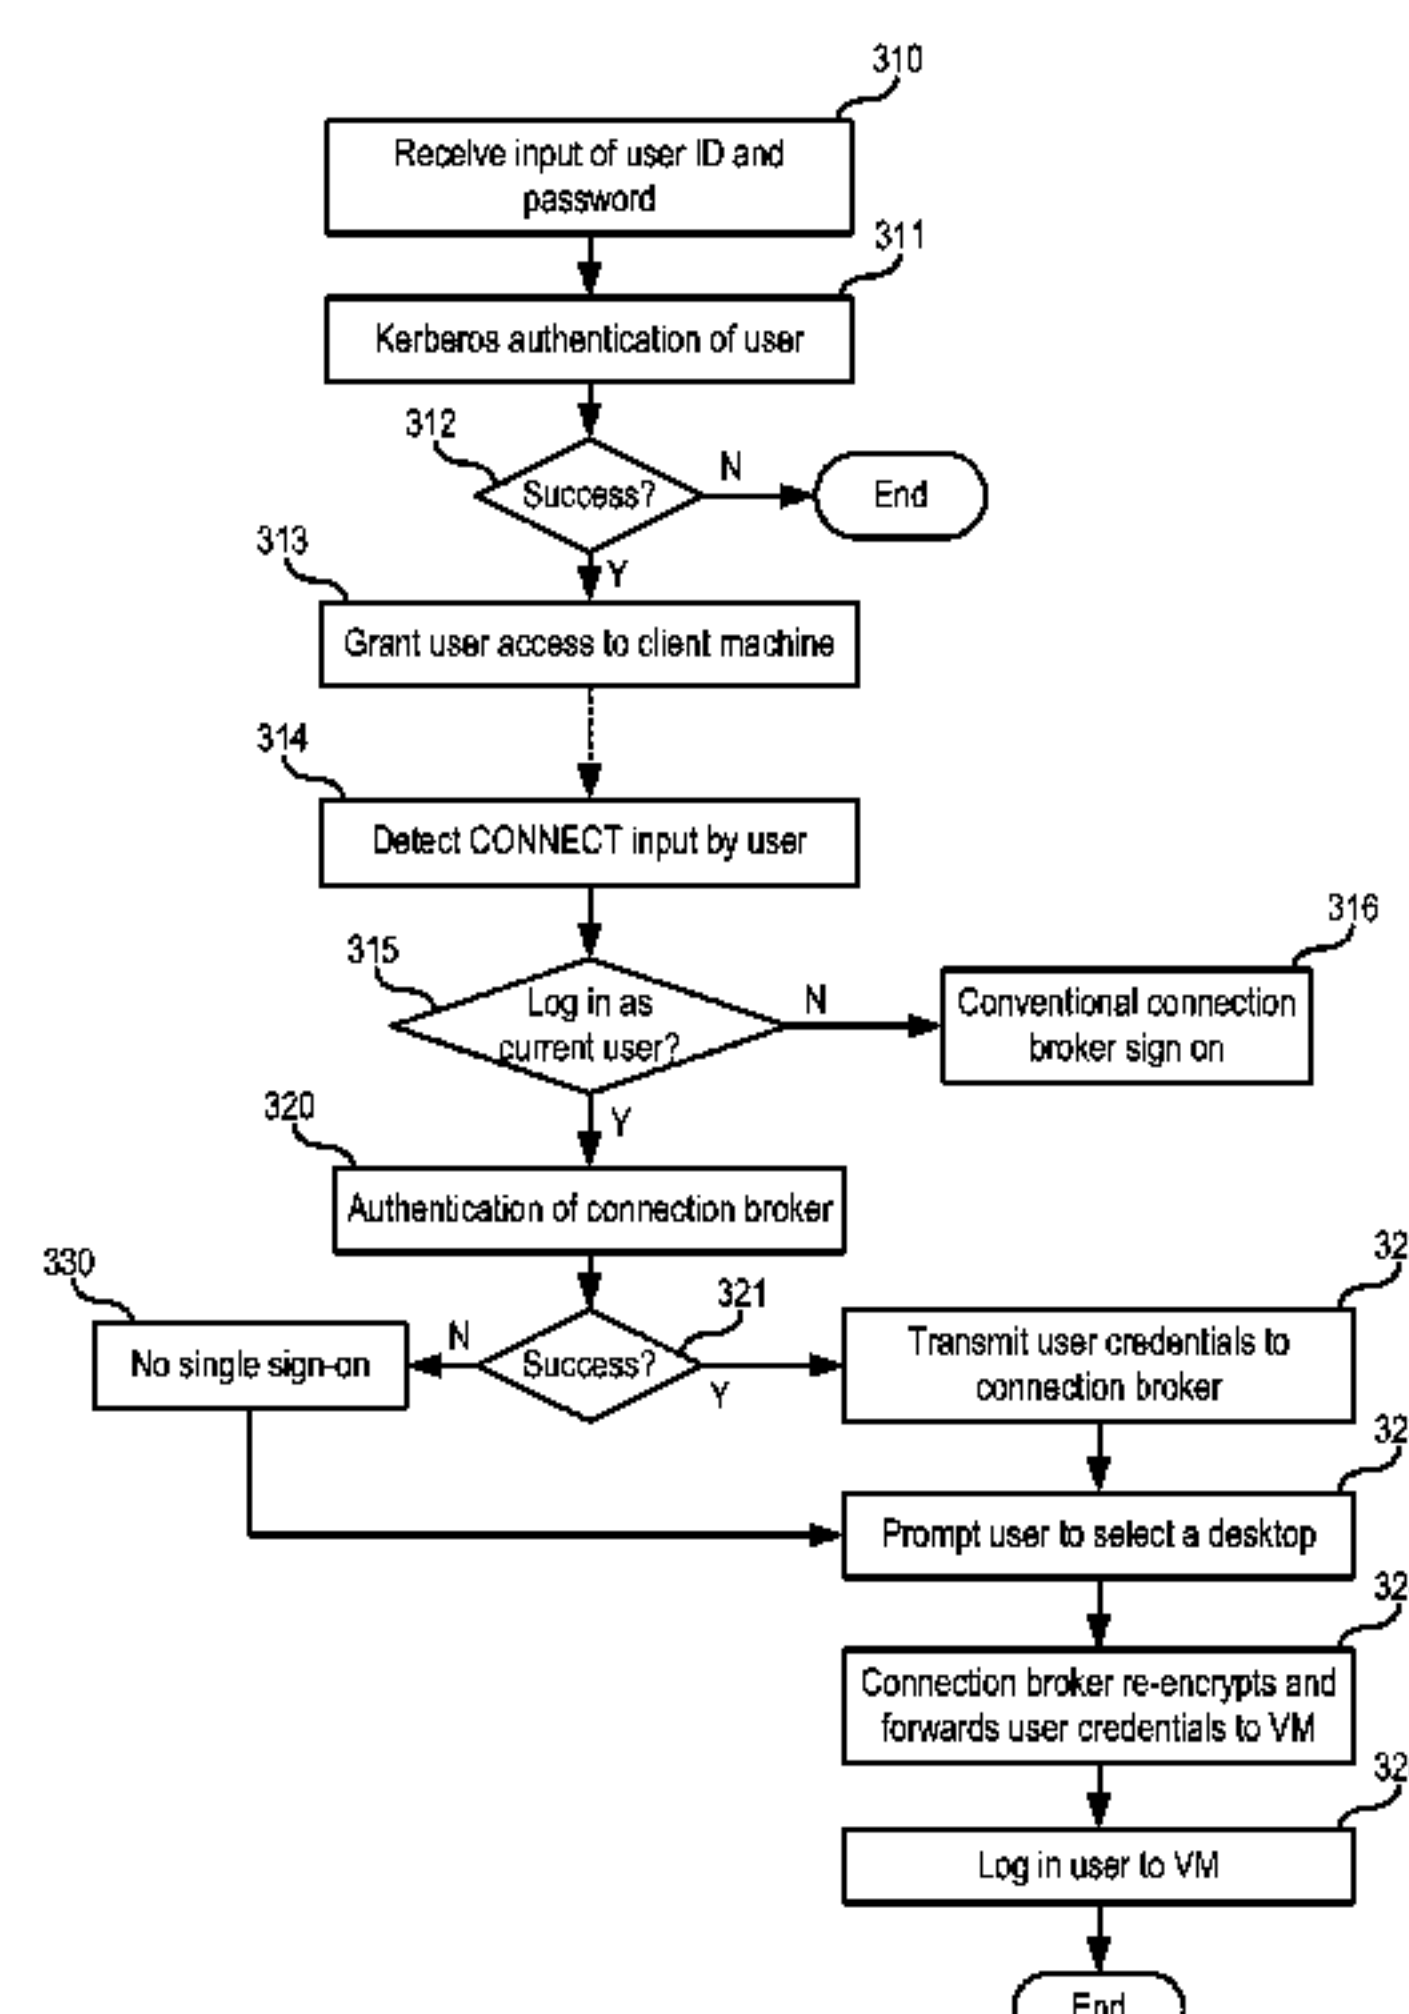 310
Receive input of user ID and
password
311
Kerberos authentication of user
312
Success?
N
End
313
Y
Grant user access to client machine
314
Detect CONNECT input by user
315
316
Log in as
current user?
N
Conventional connection
broker sign on
320
Y
Authentication of connection broker
330
321
32
No single sign-on
N
Success?
Y
Transmit user credentials to
connection broker
32
Prompt user to select a desktop
32
Connection broker re-encrypts and
forwards user credentials to VM
32
Log in user to VM
End